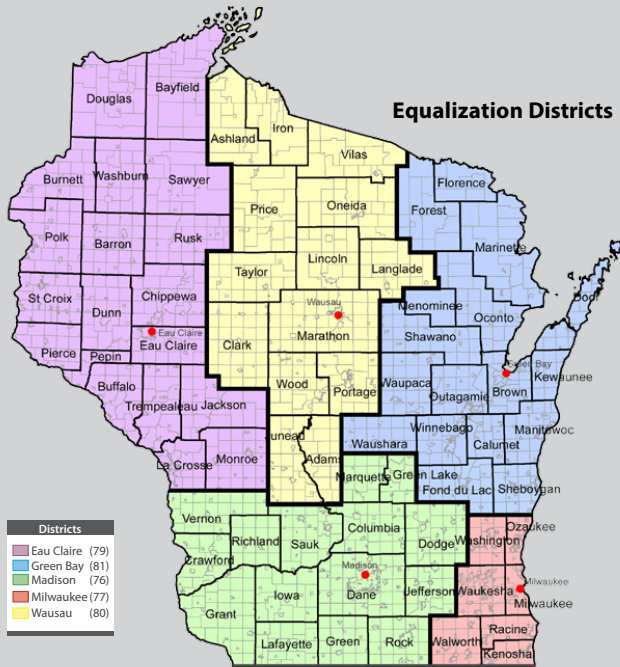 Equalization Districts
Bayfield
Douglas
Iron
Ashland
Vilas
Washburn
Burnett
Sawyer
Florence
Price
Oneida
Forest
Polk
Barron
Rusk
Marinette
Lincoln
Taylor
Langlade
St Croix
Chippewa
Dunn
Wausau
Menominee
Oconto
Eau Claire
Marathon
Shawano
Clark
Eau Claire
Pierce
Pepin
Green Bay
Kewaunee
Buffalo
Wood
Portage
Waupaca
Outagamie
Brown
Trempealeau
Jackson
Winnebago
Manitowoc
unead
Adams
Waushara
Calumet
La Crosse
Monroe
Marquette
Green Lake
Fond du Lac
Sheboygan
Vernon
Columbia
Ozaukee
Richland
Sauk
Dodge
Washington
Crawford
Madison
Milwaukee
Iowa
Dane
Jefferson
Waukesha
Milwaukee
Grant
Racine
Lafayette
Green
Rock
Walworth
Kenosha
Districts
Eau Claire (79)
Green Bay (81)
Madison (76)
Milwaukee (77)
Wausau (80)